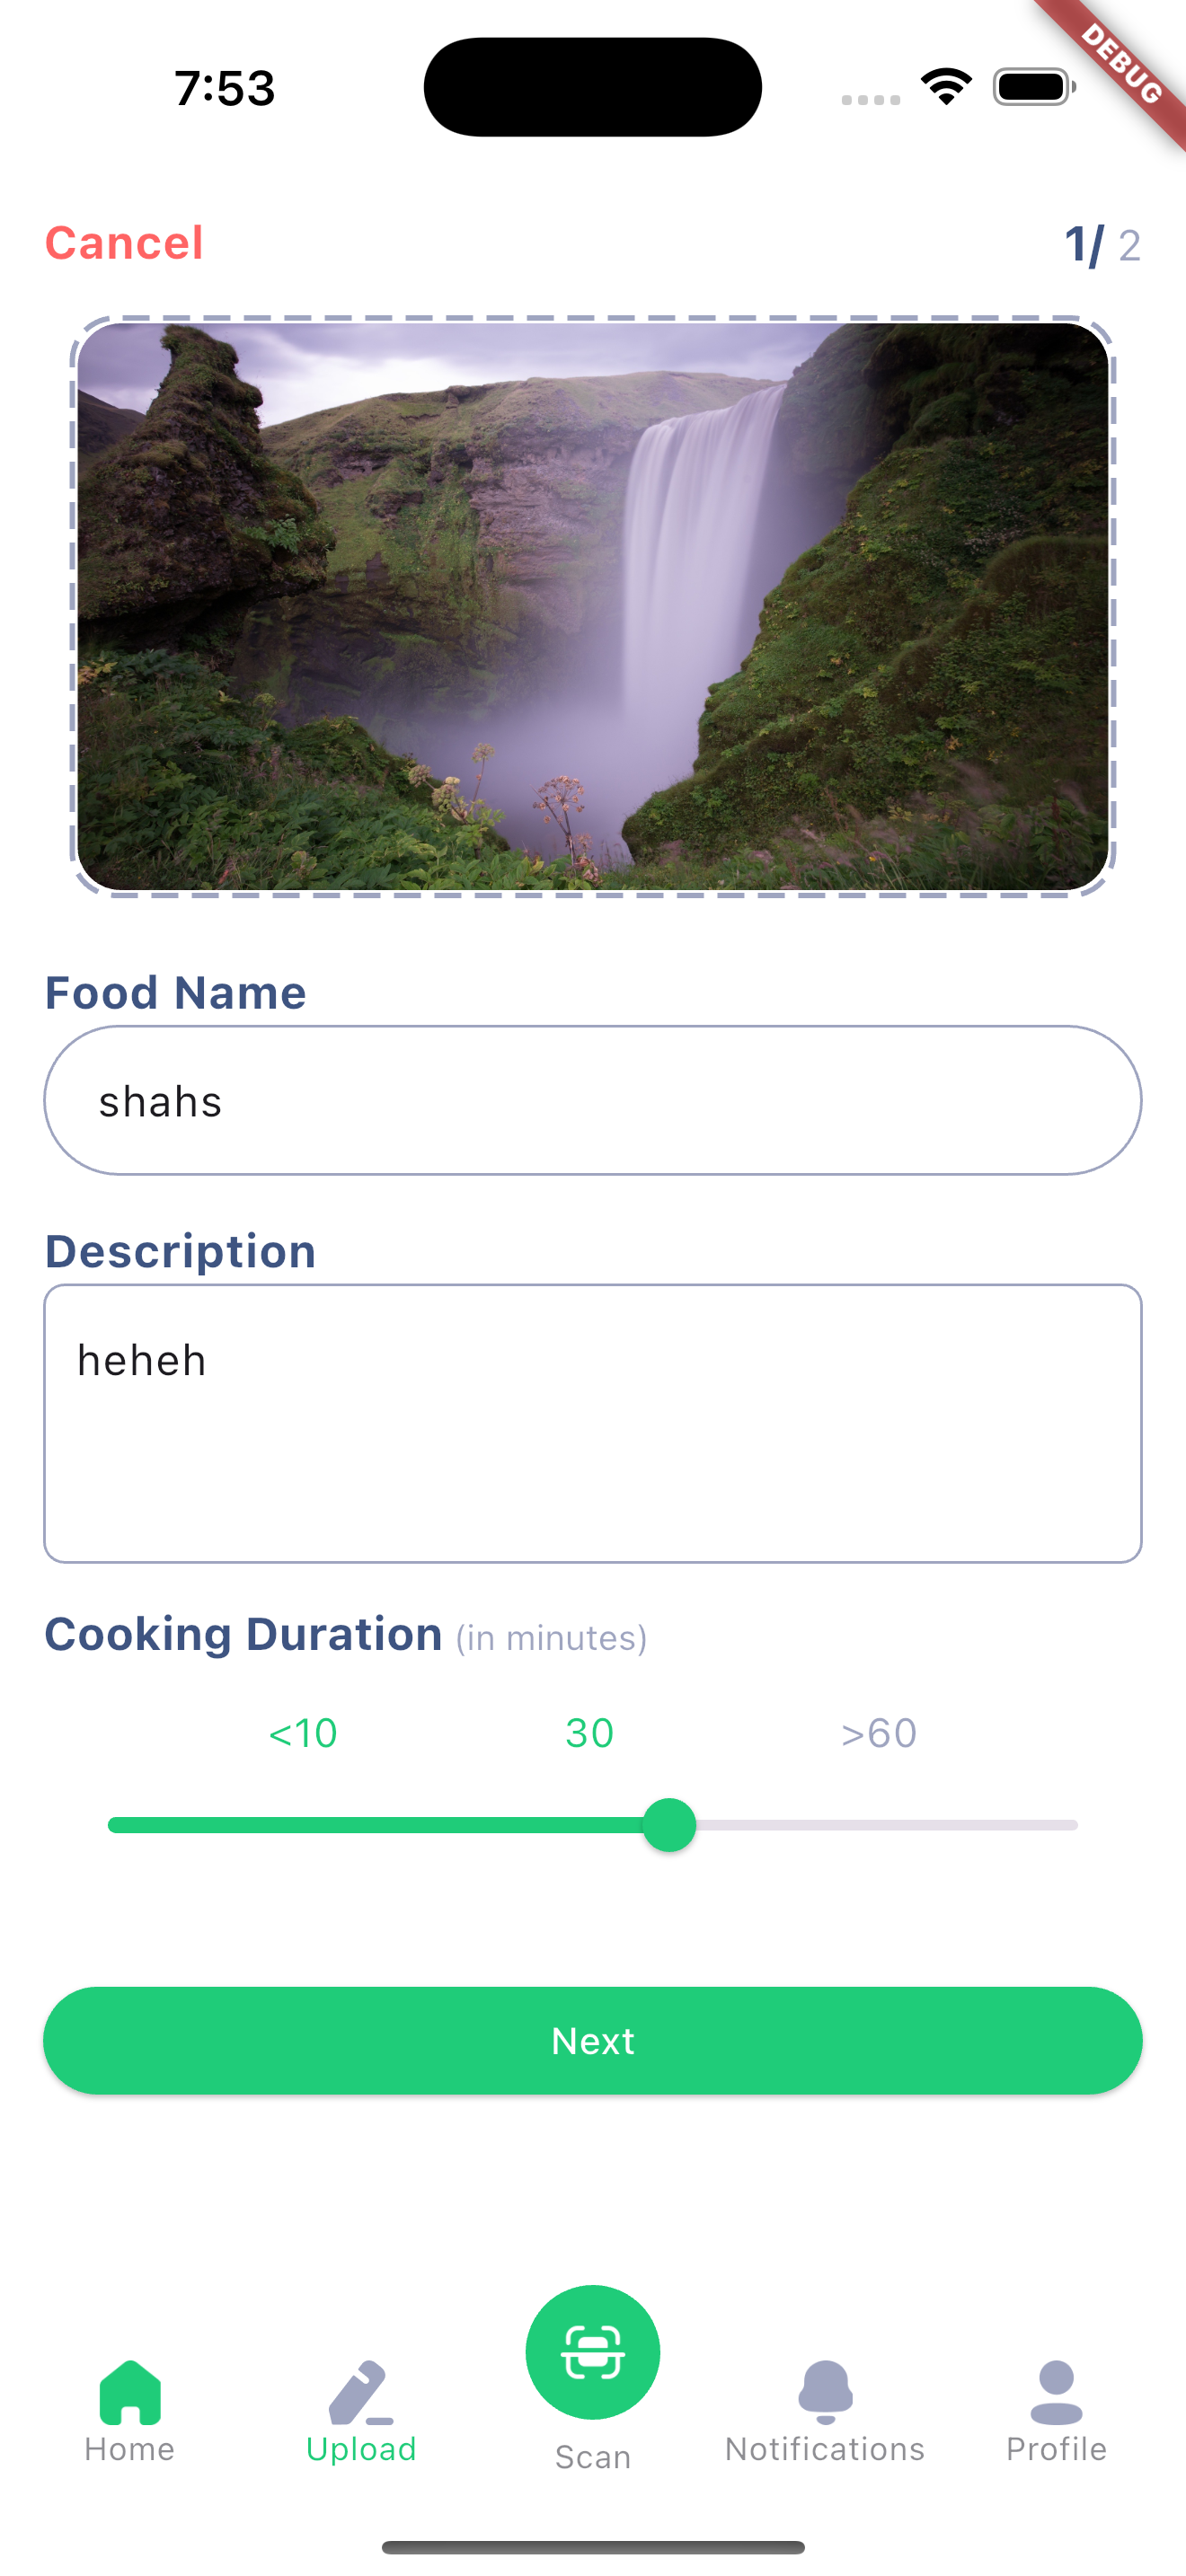 7:53
DEBUG
Cancel
1/ 2
Food Name
shahs
Description
heheh
Cooking Duration (in minutes)
<10 30 >60
Next
Home Upload Scan Notifications Profile